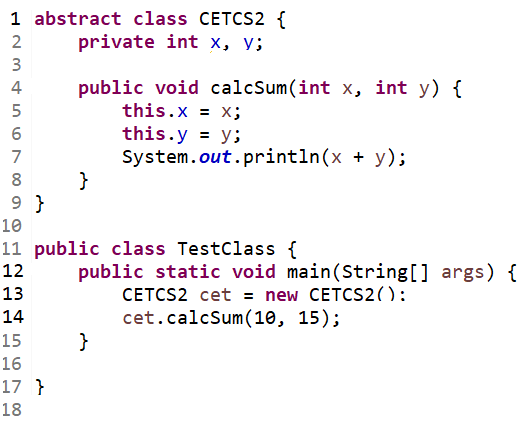 1 abstract class CETCS2 {
2     private int x, y;
3
4     public void calcSum(int x, int y) {
5         this.x = x;
6         this.y = y;
7         System.out.println(x + y);
8     }
9 }
10
11 public class TestClass {
12     public static void main(String[] args) {
13         CETCS2 cet = new CETCS2():
14         cet.calcSum(10, 15);
15     }
16
17 }
18